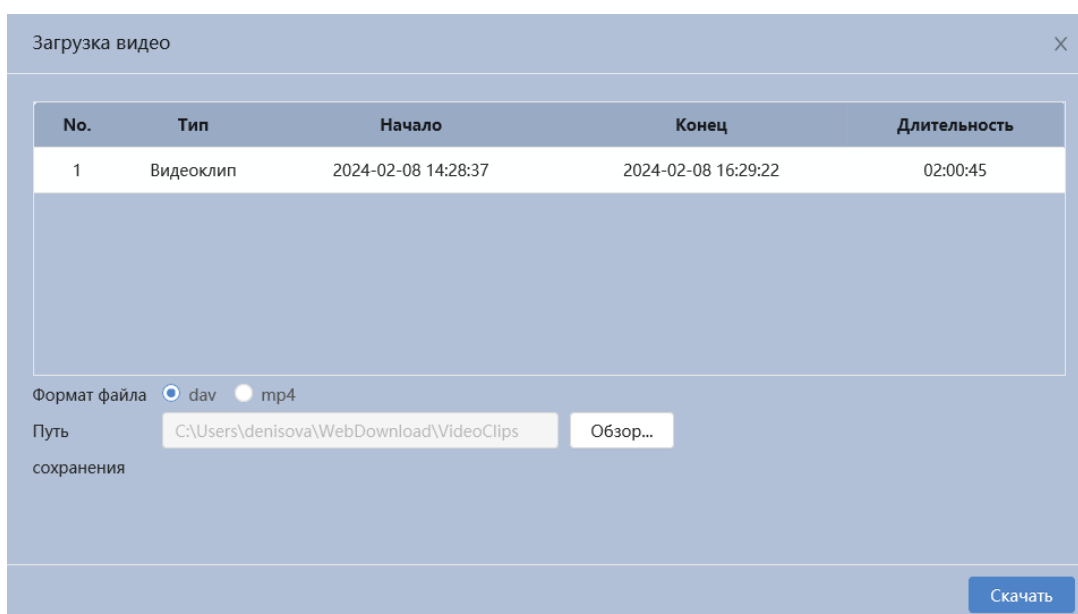 Загрузка видео
No. Тип Начало Конец Длительность
1 Видеоклип 2024-02-08 14:28:37 2024-02-08 16:29:22 02:00:45
Формат файла dav mp4
Путь C:\Users\denisova\WebDownload\VideoClips Обзор...
сохранения
Скачать